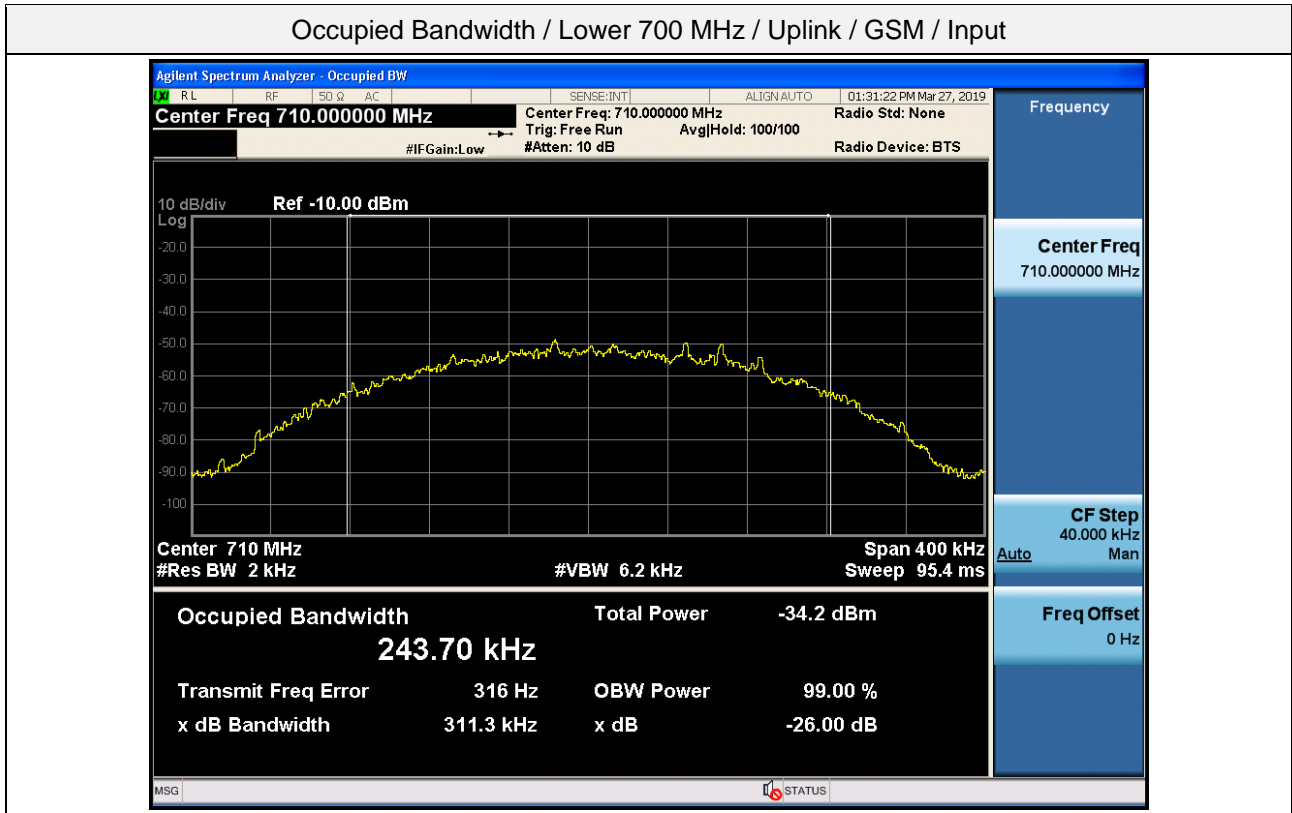 Occupied Bandwidth / Lower 700 MHz / Uplink / GSM / Input
Agilent Spectrum Analyzer - Occupied BW
LXI RL RF 50 Ω AC SENSE:INT ALIGN AUTO 01:31:22 PM Mar 27, 2019
Center Freq 710.000000 MHz
Center Freq: 710.000000 MHz Radio Std: None
Trig: Free Run Avg|Hold: 100/100
#IFGain:Low #Atten: 10 dB Radio Device: BTS
10 dB/div Ref -10.00 dBm
Log
-20.0
-30.0
-40.0
-50.0
-60.0
-70.0
-80.0
-90.0
-100
Center 710 MHz Span 400 kHz
#Res BW 2 kHz #VBW 6.2 kHz Sweep 95.4 ms
Occupied Bandwidth Total Power -34.2 dBm
243.70 kHz
Transmit Freq Error 316 Hz OBW Power 99.00 %
x dB Bandwidth 311.3 kHz x dB -26.00 dB
MSG STATUS
Frequency
Center Freq
710.000000 MHz
CF Step
40.000 kHz
Auto Man
Freq Offset
0 Hz